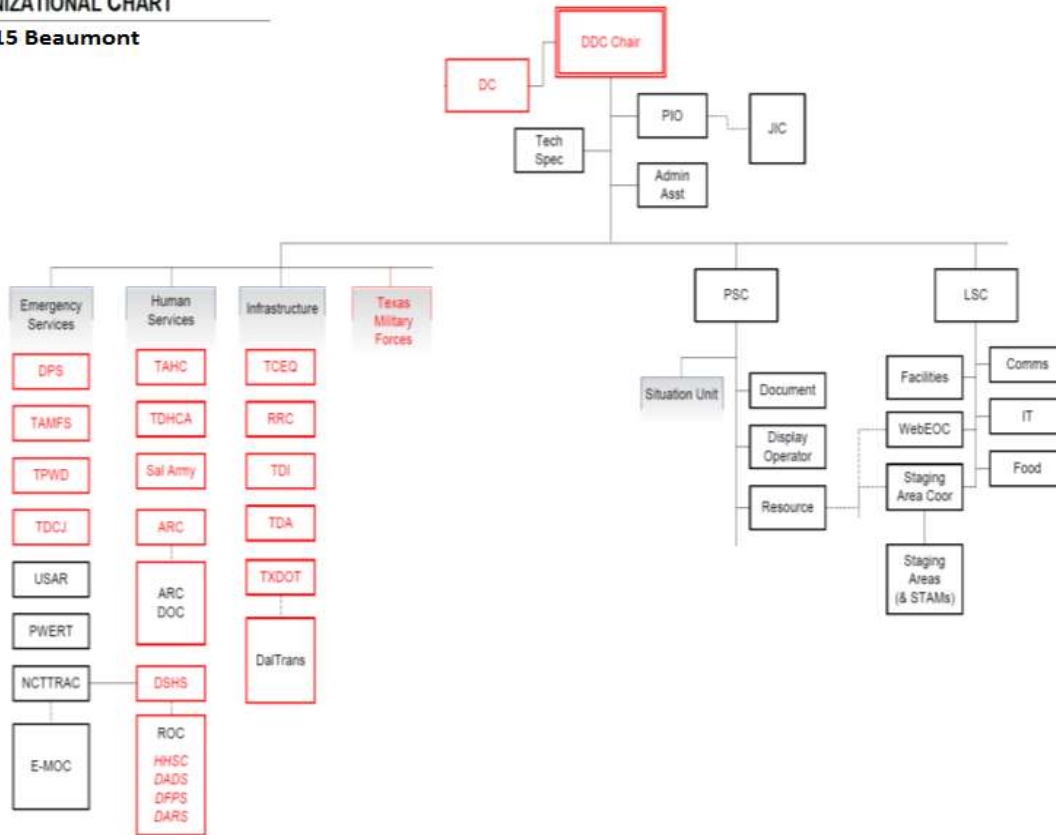 NIZATIONAL CHART
15 Beaumont
DDC Chair
DC
PIO
JIC
Tech
Spec
Admin
Asst
Emergency
Services
Human
Services
Infrastructure
Texas
Military
Forces
PSC
LSC
DPS
TAMFS
TPWD
TDCJ
USAR
PWERT
NCTTRAC
E-MOC
TAHC
TDHCA
Sal Army
ARC
ARC
DOC
DSHS
ROC
HHSC
DADS
DFPS
DARS
TCEQ
RRC
TDI
TDA
TXDOT
DalTrans
Situation Unit
Document
Display
Operator
Resource
Facilities
WebEOC
Staging
Area Coor
Staging
Areas
(& STAMs)
Comms
IT
Food